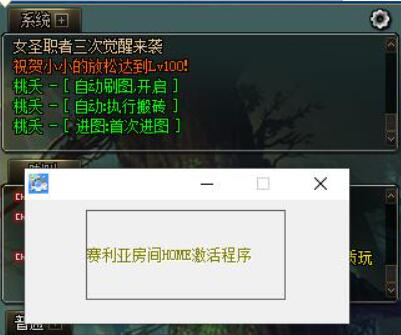 系统
女圣职者三次觉醒来袭
祝贺小小的放松达到Lv100!
桃夭 - [ 自动刷图,开启 ]
桃夭 - [ 自动:执行搬砖 ]
桃夭 - [ 进图:首次进图 ]
赛利亚房间HOME激活程序
质玩
普通